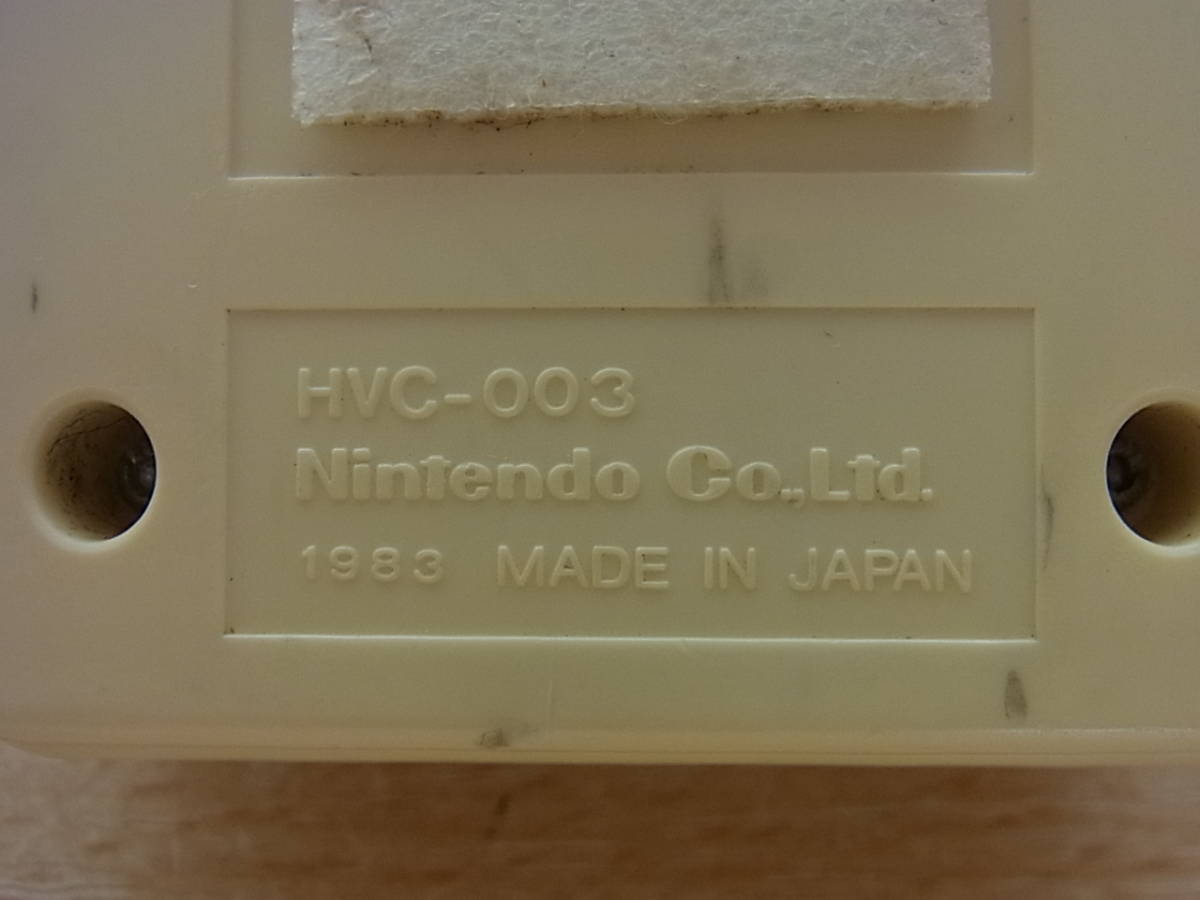 HVC-003
Nintendo Co.,Ltd.
1983 MADE IN JAPAN